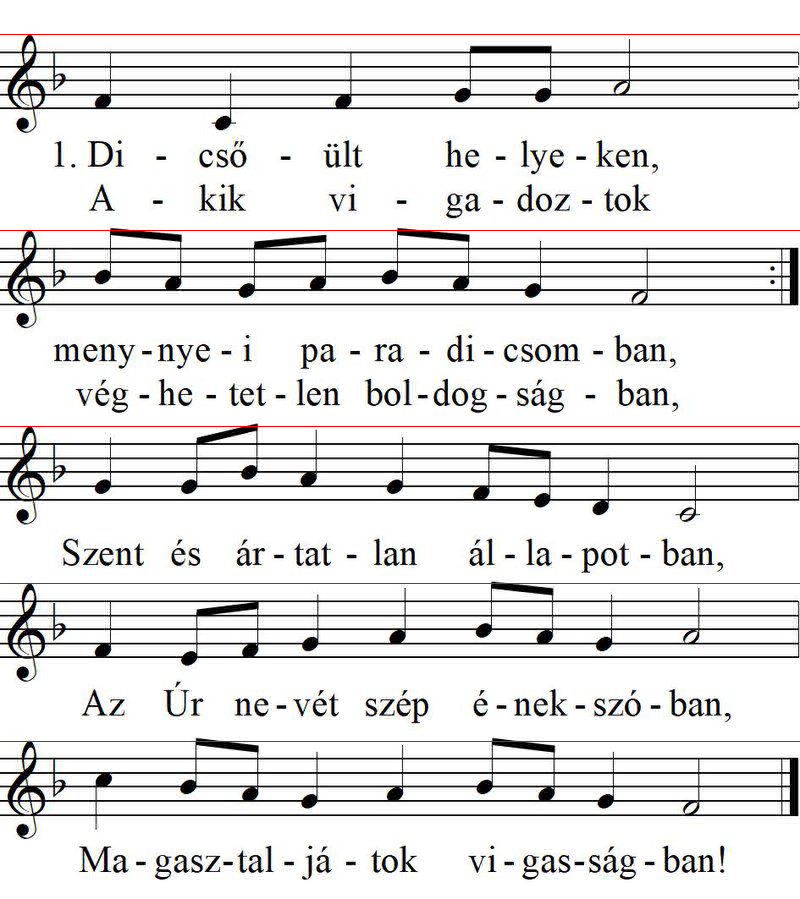 1. Di - cső - ült he - lye - ken,
A - kik vi - ga - doz - tok
meny - nye - i pa - ra - di - csom - ban,
vég - he - tet - len bol - dog - ság - ban,
Szent és ár - tat - lan ál - la - pot - ban,
Az Úr ne - vét szép é - nek - szó - ban,
Ma - gasz - tal - já - tok vi - gas - ság - ban!